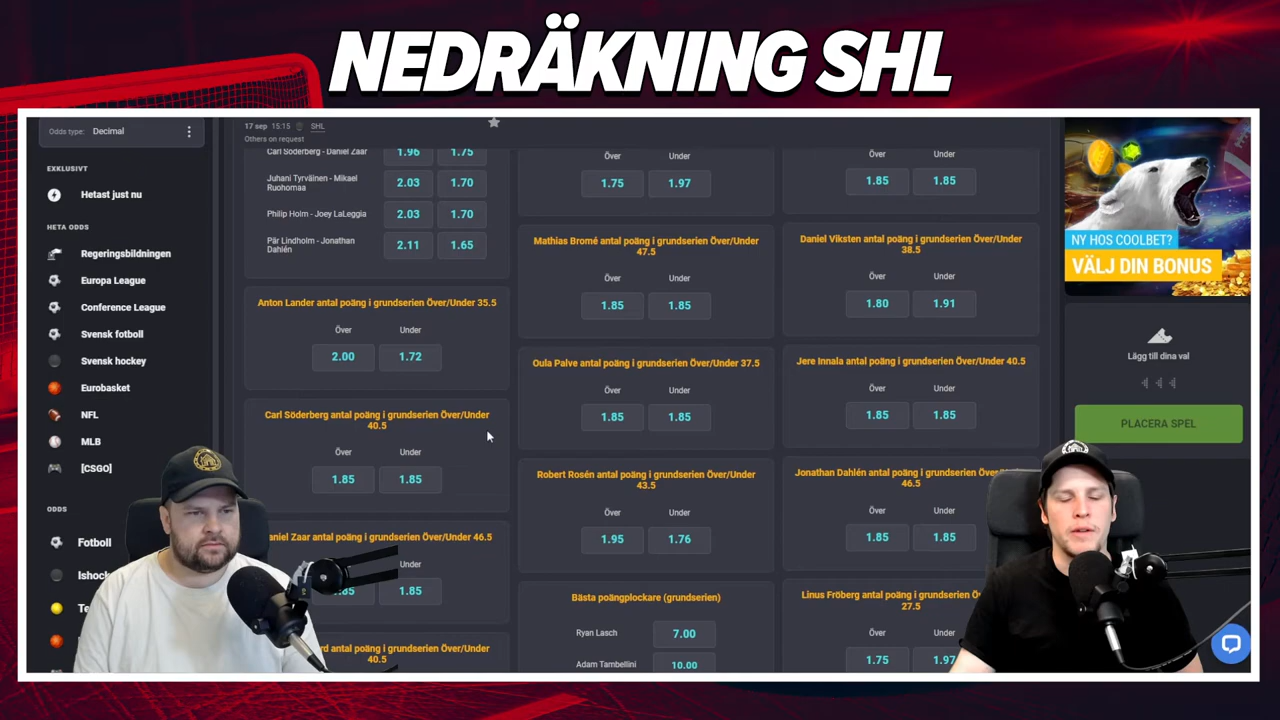 NEDRÄKNING SHL
Odds type: Decimal
EXKLUSIVT
Hetast just nu
HETA ODDS
Regeringsbildningen
Europa League
Conference League
Svensk fotboll
Svensk hockey
Eurobasket
NFL
MLB
[CSGO]
ODDS
Fotboll
17 sep 15:15 SHL
Others on request
Carl Söderberg - Daniel Zaar 1.96 1.75
Juhani Tyrväinen - Mikael
Ruohomaa 2.03 1.70
Philip Holm - Joey LaLeggia 2.03 1.70
Pär Lindholm - Jonathan
Dahlén 2.11 1.65
Anton Lander antal poäng i grundserien Över/Under 35.5
Över Under
2.00 1.72
Carl Söderberg antal poäng i grundserien Över/Under
40.5
Över Under
1.85 1.85
Zaar antal poäng i grundserien Över/Under 46.5
Under
1.85
antal poäng i grundserien Över/Under
40.5
Över Under
1.75 1.97
Mathias Bromé antal poäng i grundserien Över/Under
47.5
Över Under
1.85 1.85
Oula Palve antal poäng i grundserien Över/Under 37.5
Över Under
1.85 1.85
Robert Rosén antal poäng i grundserien Över/Under
43.5
Över Under
1.95 1.76
Bästa poängplockare (grundserien)
Ryan Lasch 7.00
Adam Tambellini 10.00
Över Under
1.85 1.85
Daniel Viksten antal poäng i grundserien Över/Under
38.5
Över Under
1.80 1.91
Jere Innala antal poäng i grundserien Över/Under 40.5
Över Under
1.85 1.85
Jonathan Dahlén antal poäng i grundserien
46.5
Över Under
1.85 1.85
Linus Fröberg antal poäng i grundserien
27.5
Över Under
1.75 1.97
NY HOS COOLBET?
VÄLJ DIN BONUS
Lägg till dina val
PLACERA SPEL